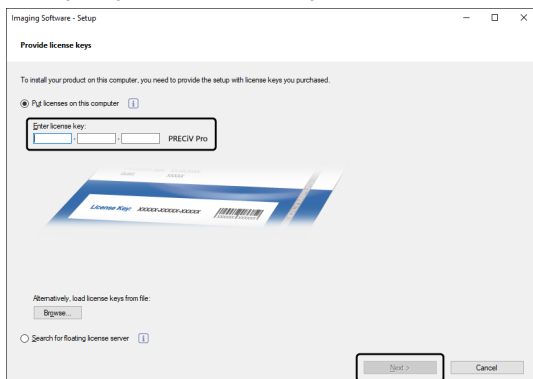 Imaging Software - Setup
Provide license keys
To install your product on this computer, you need to provide the setup with license keys you purchased.
Put licenses on this computer
Enter license key:
- - PRECiV Pro
License Key: XXXXX-XXXXX-XXXXX
Alternatively, load license keys from file:
Browse...
Search for floating license server
Next >
Cancel